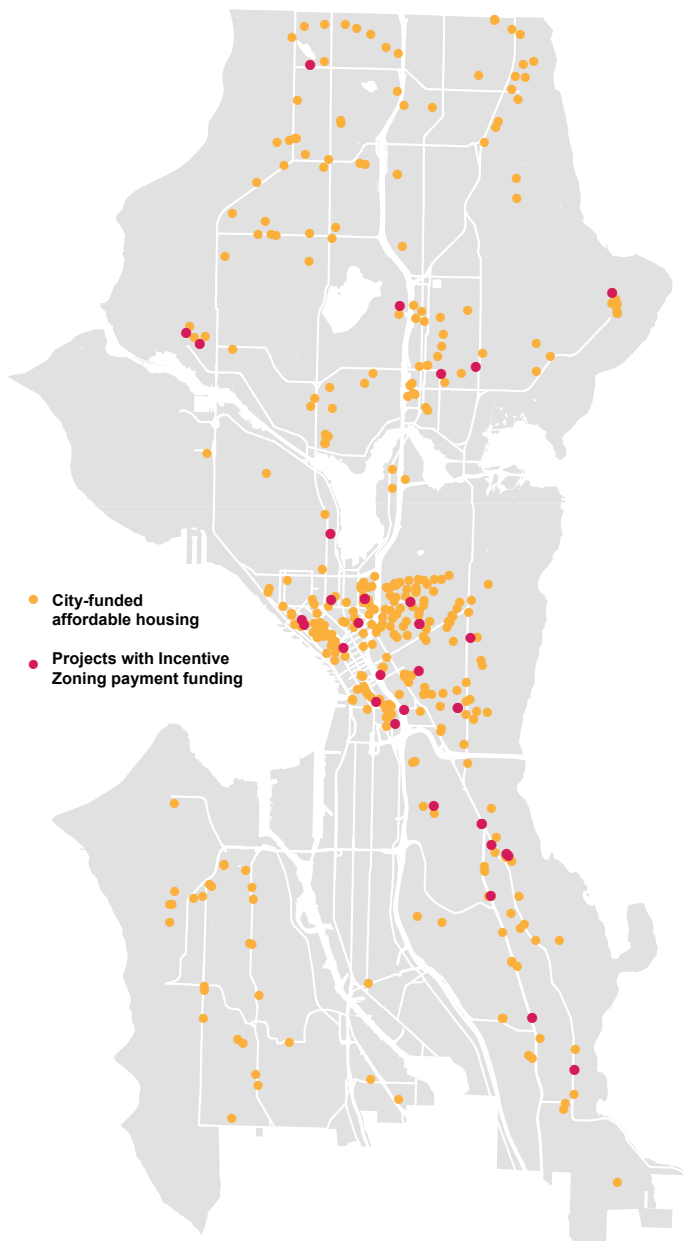 City-funded
affordable housing
Projects with Incentive
Zoning payment funding